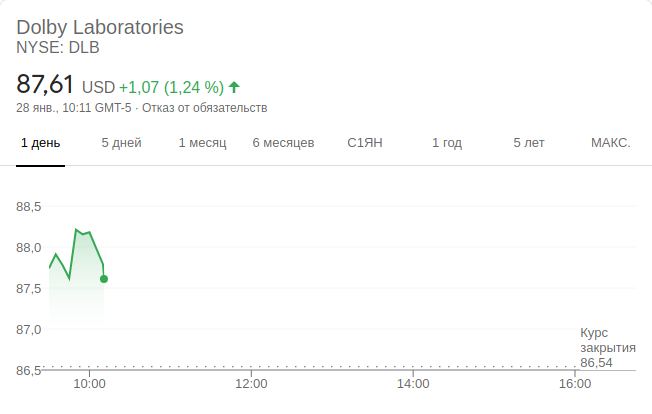 Dolby Laboratories
NYSE: DLB
87,61 USD +1,07 (1,24 %)
28 янв., 10:11 GMT-5 · Отказ от обязательств
1 день 5 дней 1 месяц 6 месяцев С1ЯН 1 год 5 лет МАКС.
88,5
88,0
87,5
87,0
Курс
закрытия
86,54
86,5
10:00 12:00 14:00 16:00